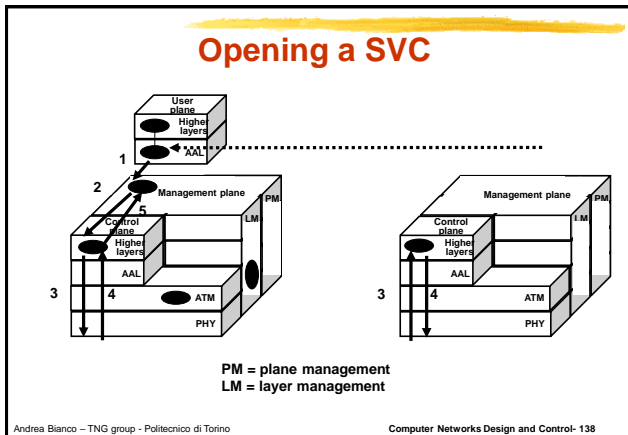 Opening a SVC
User
plane
Higher
layers
AAL
1
2
Management plane
PM
5
LM
Control
plane
Higher
layers
AAL
3
4
ATM
PHY
Management plane
PM
LM
Control
plane
Higher
layers
AAL
3
4
ATM
PHY
PM = plane management
LM = layer management
Andrea Bianco – TNG group - Politecnico di Torino
Computer Networks Design and Control- 138